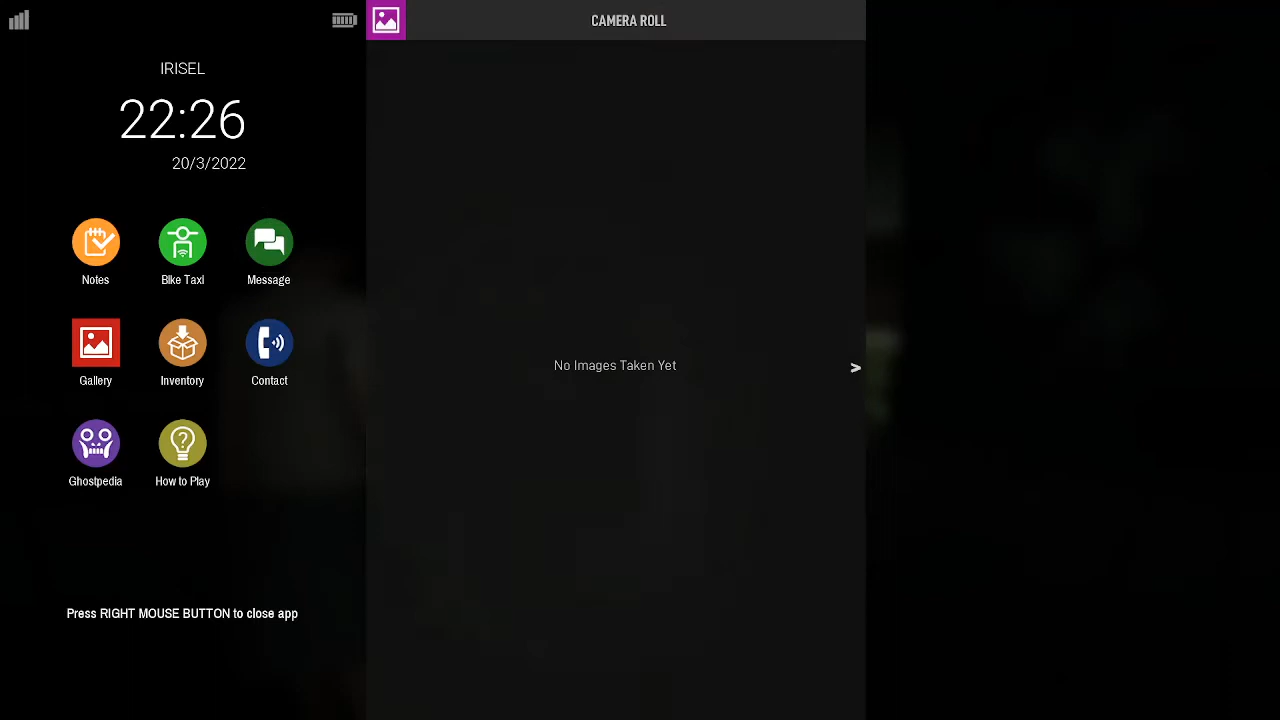 IRISEL
22:26
20/3/2022
Notes
Bike Taxi
Message
Gallery
Inventory
Contact
Ghostpedia
How to Play
Press RIGHT MOUSE BUTTON to close app
CAMERA ROLL
No Images Taken Yet
>